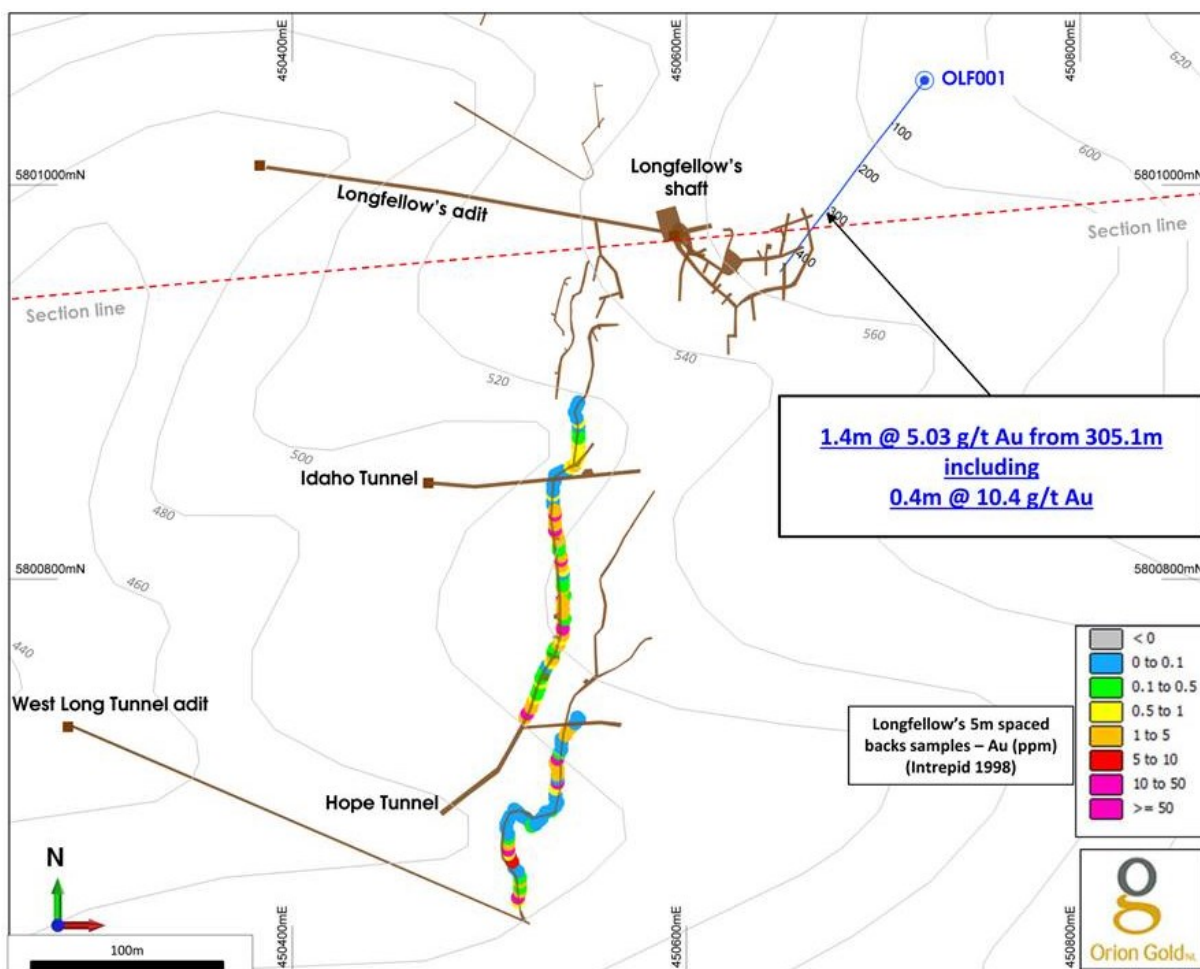 450400mE
450600mE
450800mE
620
OLF001
100
600
Longfellow's
shaft
200
5801000mN
5801000mN
Longfellow's adit
300
Section line
400
Section line
560
540
520
1.4m @ 5.03 g/t Au from 305.1m
including
0.4m @ 10.4 g/t Au
500
Idaho Tunnel
480
5800800mN
5800800mN
460
440
< 0
0 to 0.1
0.1 to 0.5
0.5 to 1
1 to 5
5 to 10
10 to 50
>= 50
West Long Tunnel adit
Longfellow's 5m spaced
backs samples – Au (ppm)
(Intrepid 1998)
Hope Tunnel
N
100m
450400mE
450600mE
450800mE
Orion Gold NL